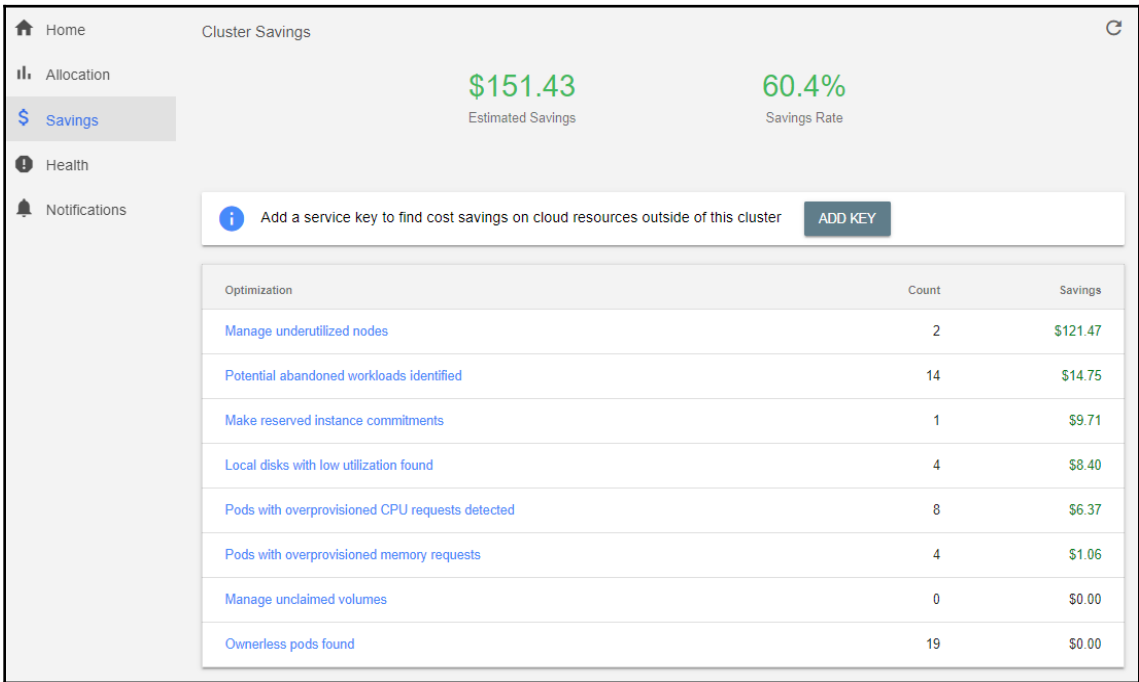 Home
Allocation
Savings
Health
Notifications
Cluster Savings
$151.43
Estimated Savings
60.4%
Savings Rate
Add a service key to find cost savings on cloud resources outside of this cluster
ADD KEY
Optimization Count Savings
Manage underutilized nodes 2 $121.47
Potential abandoned workloads identified 14 $14.75
Make reserved instance commitments 1 $9.71
Local disks with low utilization found 4 $8.40
Pods with overprovisioned CPU requests detected 8 $6.37
Pods with overprovisioned memory requests 4 $1.06
Manage unclaimed volumes 0 $0.00
Ownerless pods found 19 $0.00